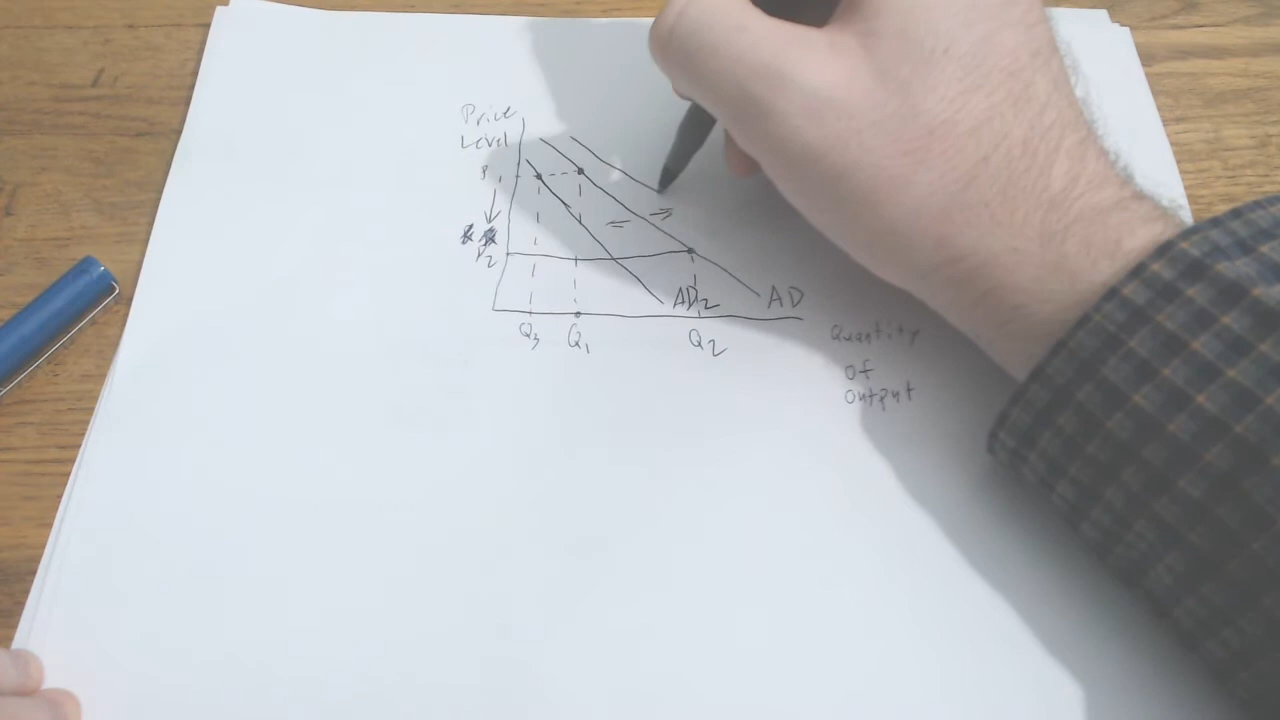 Price
Level
P1
P2
AD2
AD
Q3
Q1
Q2
Quantity
of
output